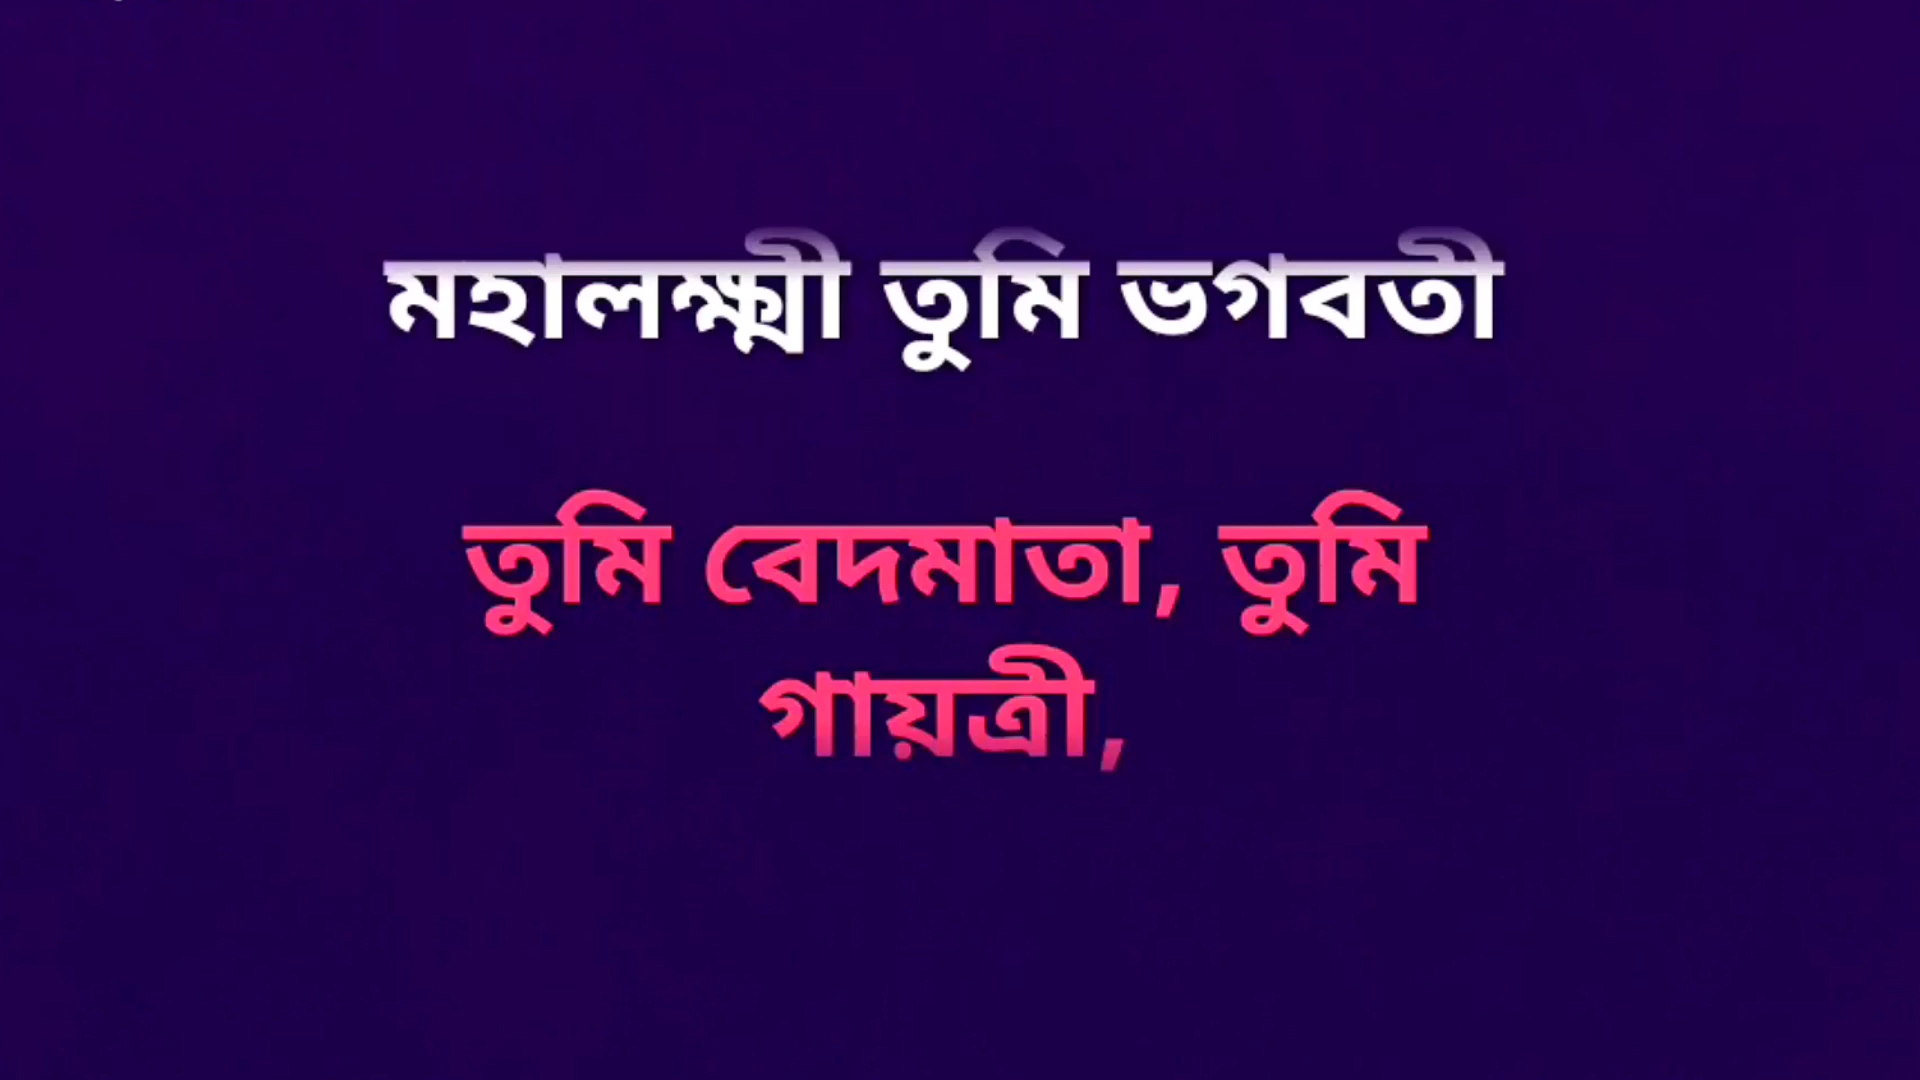 মহালক্ষ্মী তুমি ভগবতী
তুমি বেদমাতা, তুমি
গায়ত্রী,